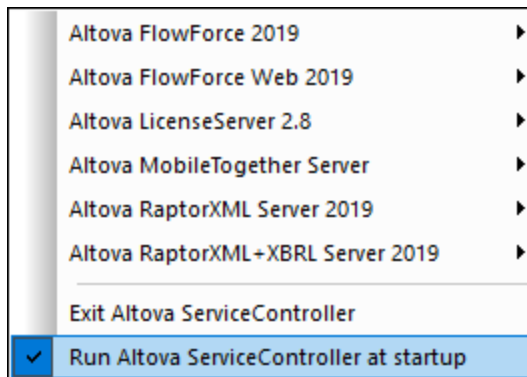 Altova FlowForce 2019
Altova FlowForce Web 2019
Altova LicenseServer 2.8
Altova MobileTogether Server
Altova RaptorXML Server 2019
Altova RaptorXML+XBRL Server 2019
Exit Altova ServiceController
Run Altova ServiceController at startup